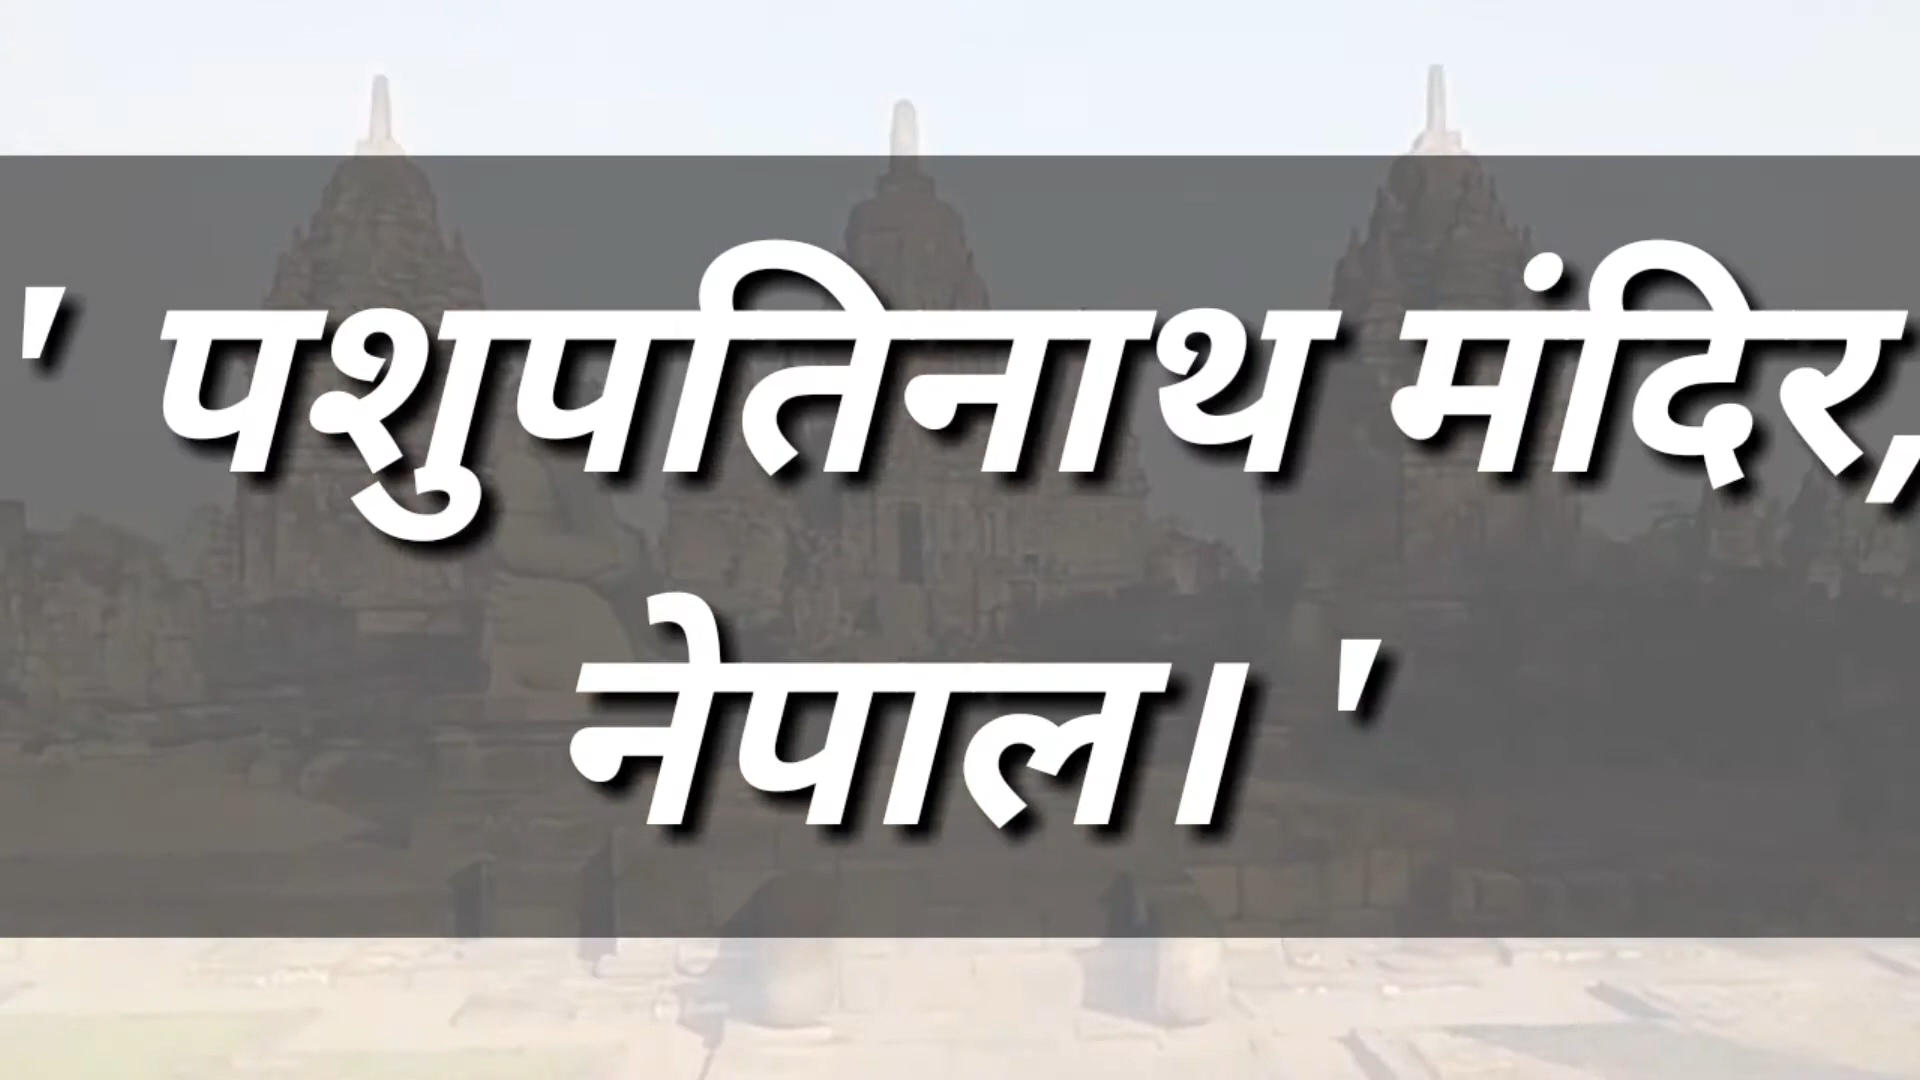 ' पशुपतिनाथ मंदिर,
नेपाल। '